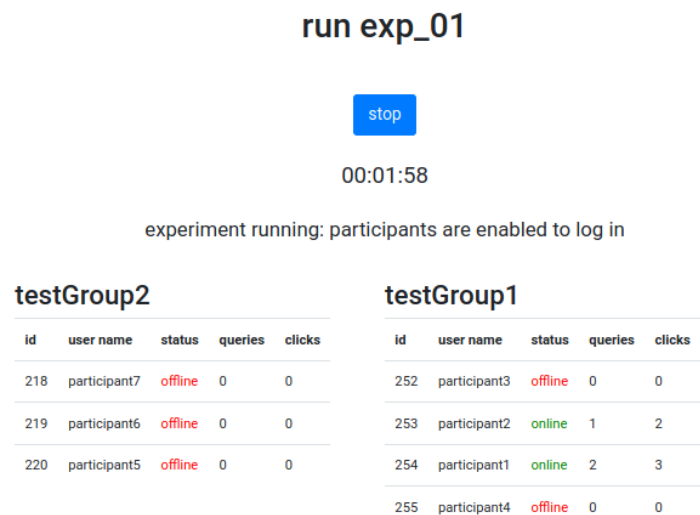 run exp_01
stop
00:01:58
experiment running: participants are enabled to log in
testGroup2
id user name status queries clicks
218 participant7 offline 0 0
219 participant6 offline 0 0
220 participant5 offline 0 0
testGroup1
id user name status queries clicks
252 participant3 offline 0 0
253 participant2 online 1 2
254 participant1 online 2 3
255 participant4 offline 0 0